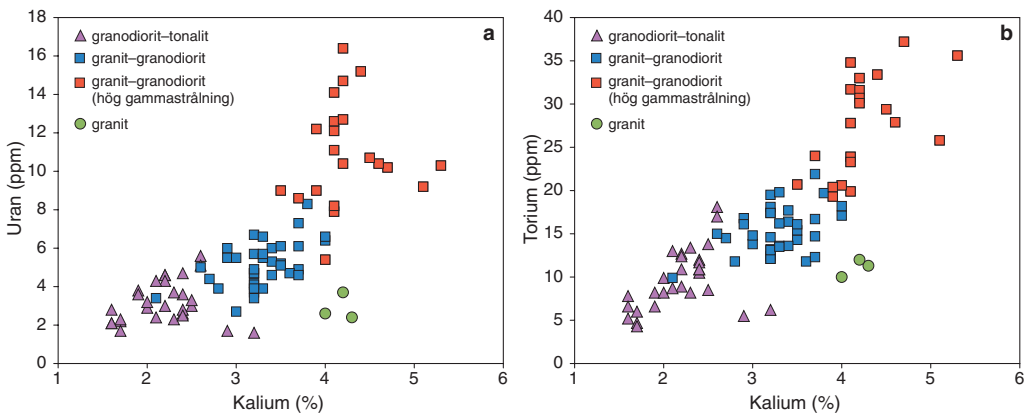 a
granodiorit–tonalit
granit–granodiorit
granit–granodiorit
(hög gammastrålning)
granit
18
16
14
12
10
8
6
4
2
0
Uran (ppm)
1 2 3 4 5 6
Kalium (%)
b
granodiorit–tonalit
granit–granodiorit
granit–granodiorit
(hög gammastrålning)
granit
40
35
30
25
20
15
10
5
0
Torium (ppm)
1 2 3 4 5 6
Kalium (%)